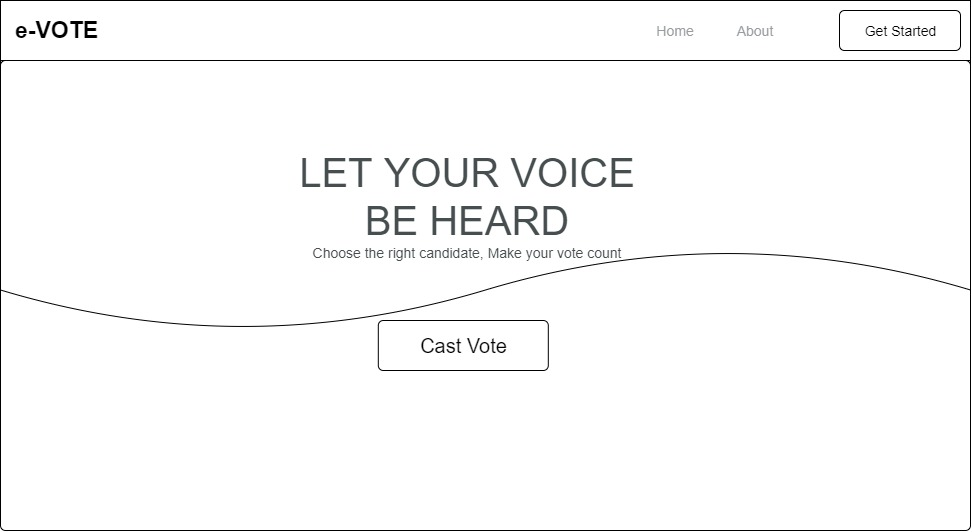 e-VOTE
Home
About
Get Started
LET YOUR VOICE
BE HEARD
Choose the right candidate, Make your vote count
Cast Vote